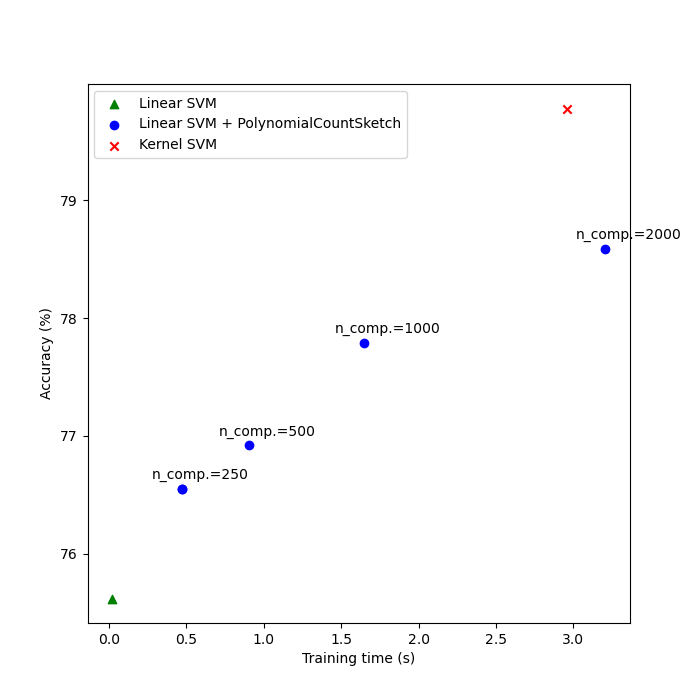 Linear SVM
Linear SVM + PolynomialCountSketch
Kernel SVM
79
n_comp.=2000
78
n_comp.=1000
77
n_comp.=500
n_comp.=250
76
Accuracy (%)
0.0 0.5 1.0 1.5 2.0 2.5 3.0
Training time (s)